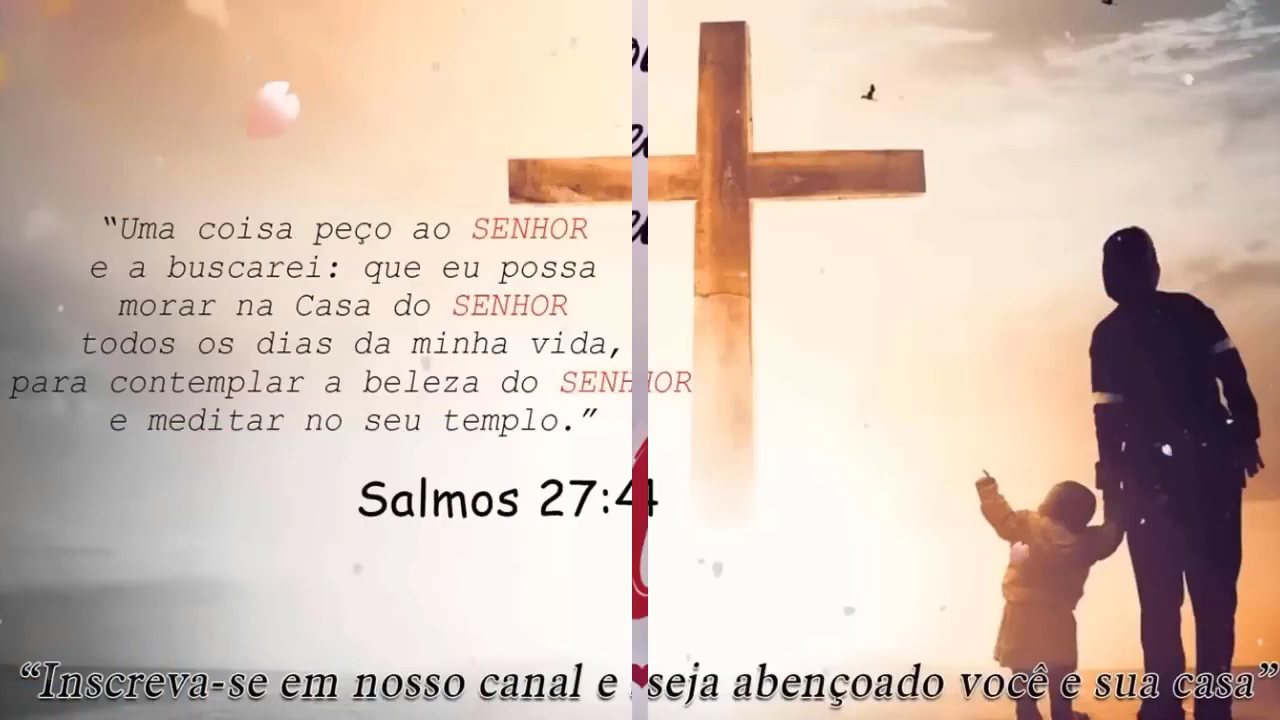 “Uma coisa peço ao SENHOR
e a buscarei: que eu possa
morar na Casa do SENHOR
todos os dias da minha vida,
para contemplar a beleza do SENHOR
e meditar no seu templo.”
Salmos 27:4
“Inscreva-se em nosso canal e seja abençoado você e sua casa”